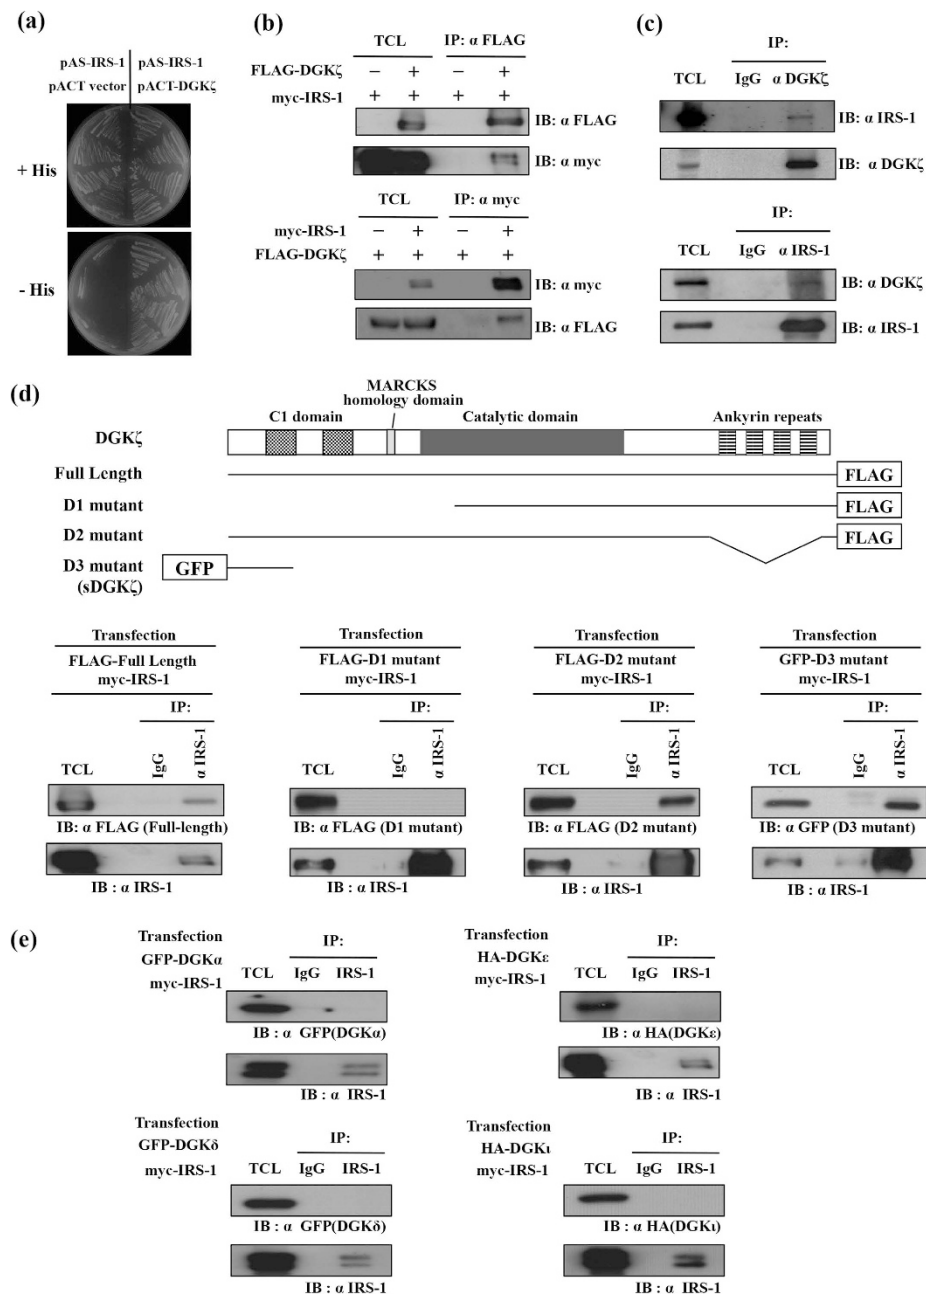 (a)
pAS-IRS-1 pAS-IRS-1
pACT vector pACT-DGKζ
+ His
- His
(b)
TCL IP: α FLAG
FLAG-DGKζ − + − +
myc-IRS-1 + + + +
IB: α FLAG
IB: α myc
TCL IP: α myc
myc-IRS-1 − + − +
FLAG-DGKζ + + + +
IB: α myc
IB: α FLAG
(c)
IP:
TCL IgG α DGKζ
IB: α IRS-1
IB: α DGKζ
IP:
TCL IgG α IRS-1
IB: α DGKζ
IB: α IRS-1
(d)
MARCKS
homology domain
C1 domain Catalytic domain Ankyrin repeats
DGKζ
Full Length FLAG
D1 mutant FLAG
D2 mutant FLAG
D3 mutant GFP
(sDGKζ)
Transfection
FLAG-Full Length
myc-IRS-1
IP:
TCL IgG α IRS-1
IB: α FLAG (Full-length)
IB : α IRS-1
Transfection
FLAG-D1 mutant
myc-IRS-1
IP:
TCL IgG α IRS-1
IB: α FLAG (D1 mutant)
IB : α IRS-1
Transfection
FLAG-D2 mutant
myc-IRS-1
IP:
TCL IgG α IRS-1
IB: α FLAG (D2 mutant)
IB : α IRS-1
Transfection
GFP-D3 mutant
myc-IRS-1
IP:
TCL IgG α IRS-1
IB: α GFP (D3 mutant)
IB : α IRS-1
(e)
Transfection
GFP-DGKα
myc-IRS-1
IP:
TCL IgG IRS-1
IB : α GFP(DGKα)
IB : α IRS-1
Transfection
HA-DGKε
myc-IRS-1
IP:
TCL IgG IRS-1
IB : α HA(DGKε)
IB : α IRS-1
Transfection
GFP-DGKδ
myc-IRS-1
IP:
TCL IgG IRS-1
IB : α GFP(DGKδ)
IB : α IRS-1
Transfection
HA-DGKι
myc-IRS-1
IP:
TCL IgG IRS-1
IB : α HA(DGKι)
IB : α IRS-1